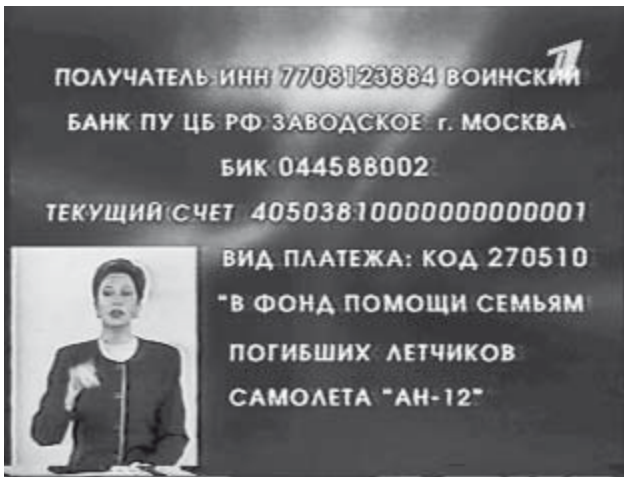 ПОЛУЧАТЕЛЬ ИНН 7708123884 ВОИНСКИЙ
БАНК ПУ ЦБ РФ ЗАВОДСКОЕ г. МОСКВА
БИК 044588002
ТЕКУЩИЙ СЧЕТ 40503810000000000001
ВИД ПЛАТЕЖА: КОД 270510
"В ФОНД ПОМОЩИ СЕМЬЯМ
ПОГИБШИХ ЛЕТЧИКОВ
САМОЛЕТА "АН-12"